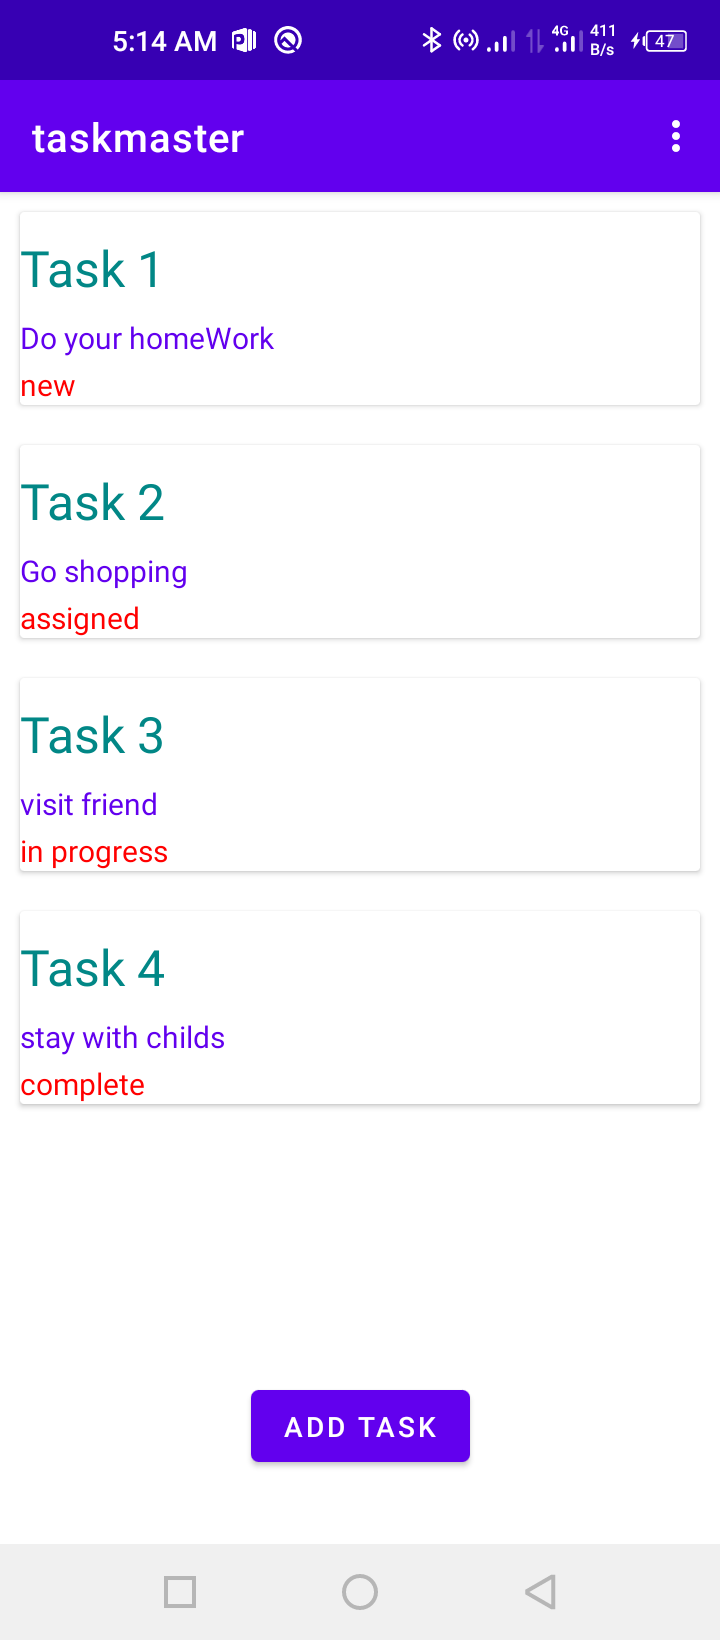 5:14 AM 4G 411 B/s 47
taskmaster
Task 1
Do your homeWork
new
Task 2
Go shopping
assigned
Task 3
visit friend
in progress
Task 4
stay with childs
complete
ADD TASK